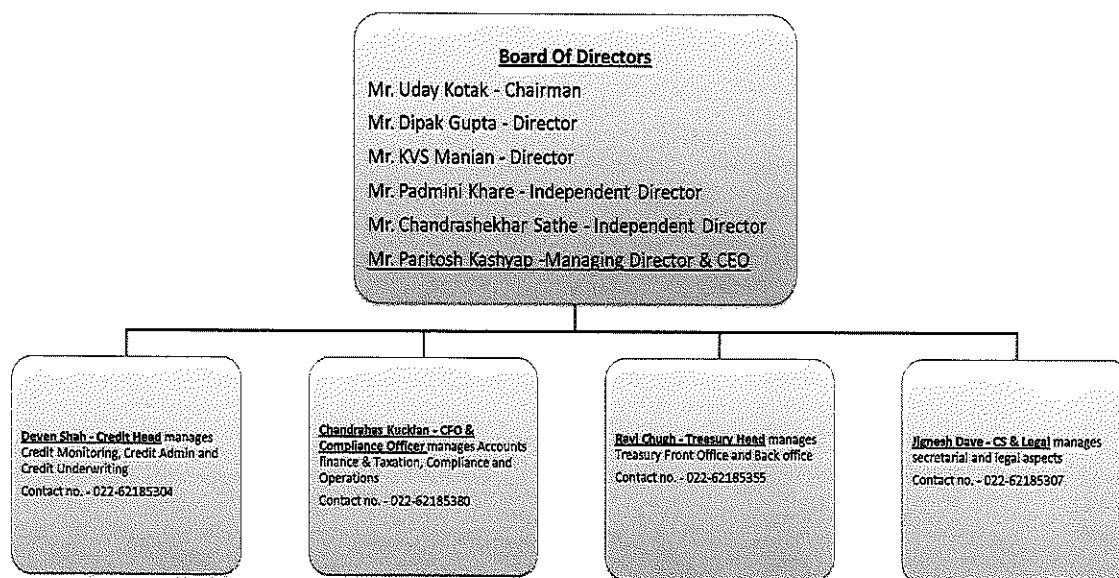 Board Of Directors
Mr. Uday Kotak - Chairman
Mr. Dipak Gupta - Director
Mr. KVS Manian - Director
Mr. Padmini Khare - Independent Director
Mr. Chandrashekhar Sathe - Independent Director
Mr. Paritosh Kashyap -Managing Director & CEO
Deven Shah - Credit Head manages
Credit Monitoring, Credit Admin and
Credit Underwriting
Contact no. - 022-62185304
Chandrahas Kuckian - CFO &
Compliance Officer manages Accounts
finance & Taxation, Compliance and
Operations
Contact no. - 022-62185380
Ravi Chugh - Treasury Head manages
Treasury Front Office and Back office
Contact no. - 022-62185355
Jignesh Dave - CS & Legal manages
secretarial and legal aspects
Contact no. - 022-62185307